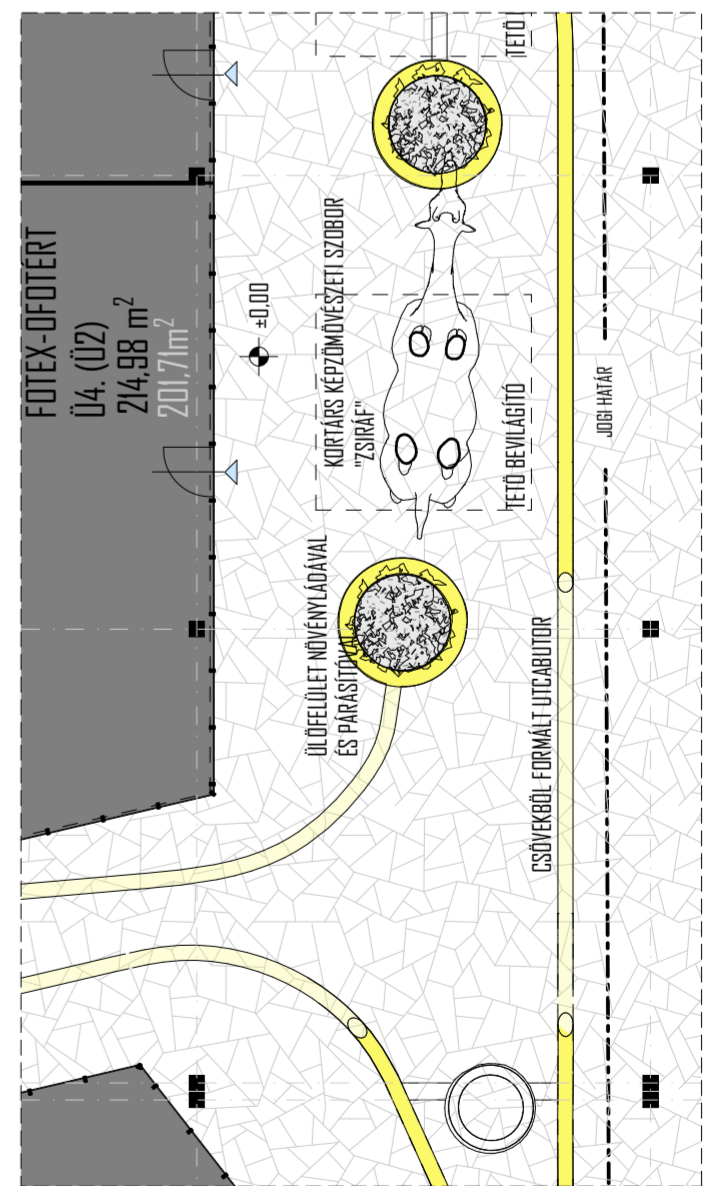 FOTEX-OFOTÉRT
Ü4. (Ü2)
214,98 m²
201,71m²
±0,00
KORTÁRS KÉPZŐMŰVÉSZETI SZOBOR
"ZSIRÁF"
TETŐ BEVILÁGÍTÓ
TETŐ
JOGI HATÁR
ÜLŐFELÜLET NÖVÉNYLÁDÁVAL
ÉS PÁRÁSÍTÓVAL
CSÖVEKBŐL FORMÁLT UTCABÚTOR